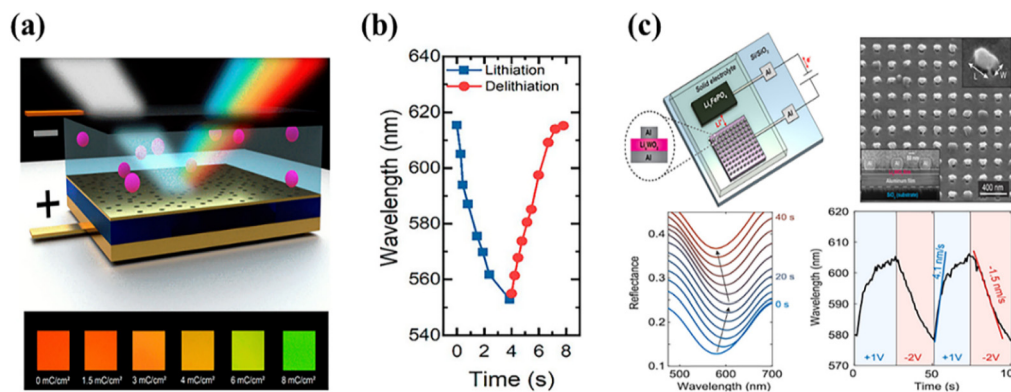 (a)
+
0 mC/cm²
1.5 mC/cm²
3 mC/cm²
4 mC/cm²
6 mC/cm²
8 mC/cm²
(b)
Wavelength (nm)
640
620
600
580
560
540
Lithiation
Delithiation
0 2 4 6 8
Time (s)
(c)
Solid electrolyte
Si/SiO₂
LiₓFePO₄
Al
Al
Li⁺
Al
LiₓWO₃
Al
L
W
Aluminum film
400 nm
Reflectance
0.4
0.3
0.2
0.1
40 s
20 s
0 s
500 600 700
Wavelength (nm)
Wavelength (nm)
620
600
590
580
570
4.1 nm/s
-1.5 nm/s
+1V
-2V
+1V
-2V
0 50 100
Time (s)